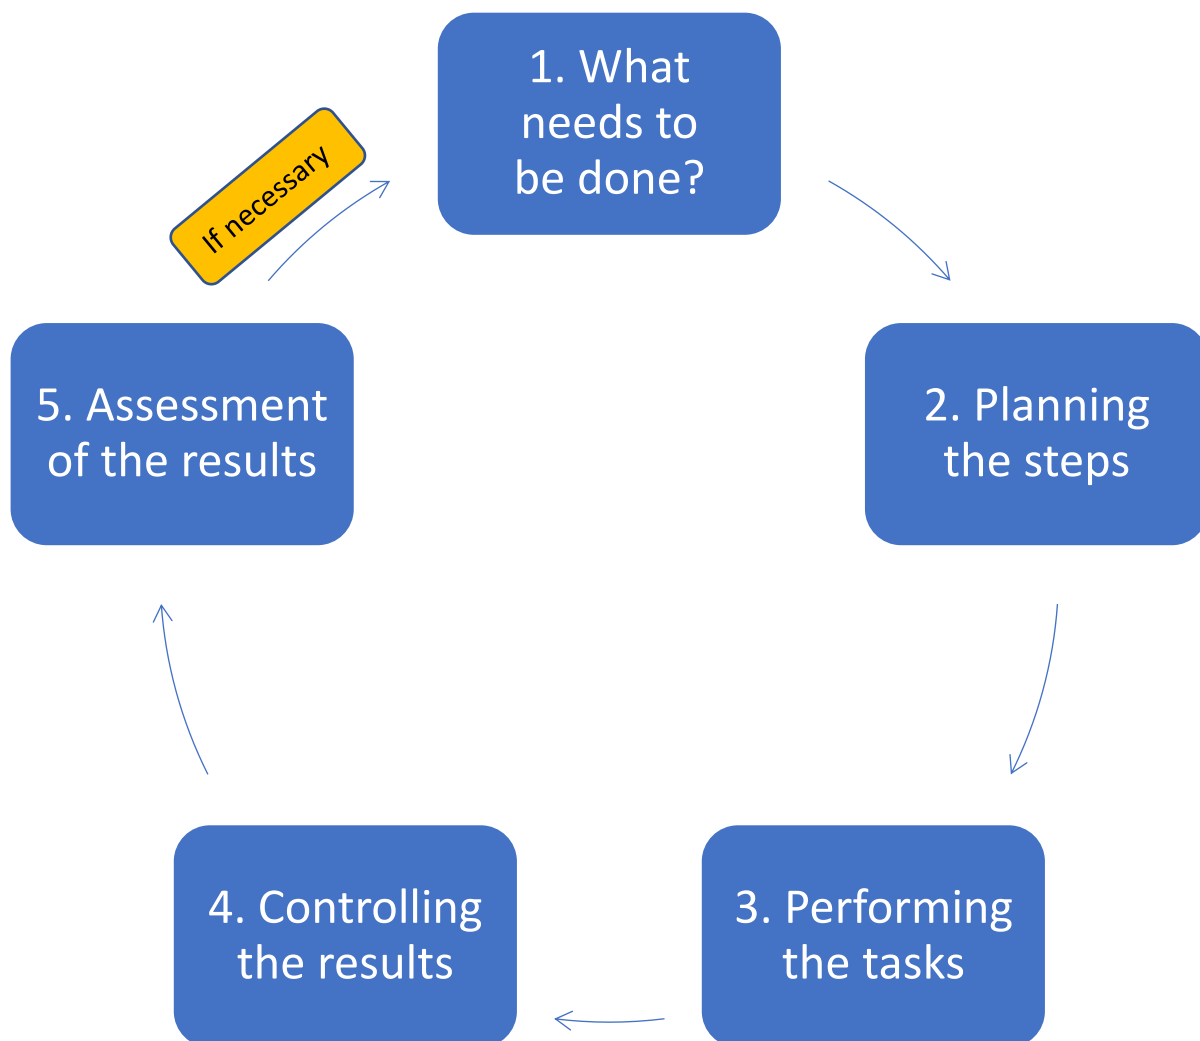 1. What
needs to
be done?
If necessary
2. Planning
the steps
5. Assessment
of the results
3. Performing
the tasks
4. Controlling
the results